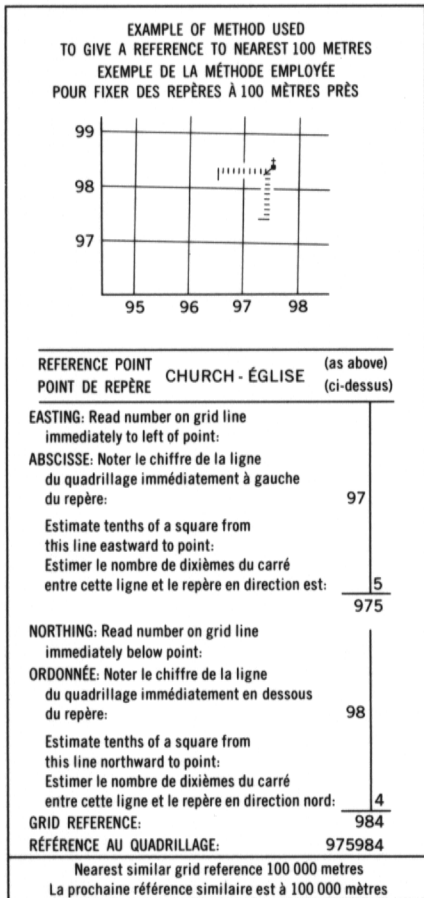 EXAMPLE OF METHOD USED
TO GIVE A REFERENCE TO NEAREST 100 METRES
EXEMPLE DE LA MÉTHODE EMPLOYÉE
POUR FIXER DES REPÈRES À 100 MÈTRES PRÈS
99
98
97
95 96 97 98
REFERENCE POINT
POINT DE REPÈRE
CHURCH - ÉGLISE
(as above)
(ci-dessus)
EASTING: Read number on grid line
immediately to left of point:
ABSCISSE: Noter le chiffre de la ligne
du quadrillage immédiatement à gauche
du repère: 97
Estimate tenths of a square from
this line eastward to point:
Estimer le nombre de dixièmes du carré
entre cette ligne et le repère en direction est: 5
975
NORTHING: Read number on grid line
immediately below point:
ORDONNÉE: Noter le chiffre de la ligne
du quadrillage immédiatement en dessous
du repère: 98
Estimate tenths of a square from
this line northward to point:
Estimer le nombre de dixièmes du carré
entre cette ligne et le repère en direction nord: 4
GRID REFERENCE: 984
RÉFÉRENCE AU QUADRILLAGE: 975984
Nearest similar grid reference 100 000 metres
La prochaine référence similaire est à 100 000 mètres